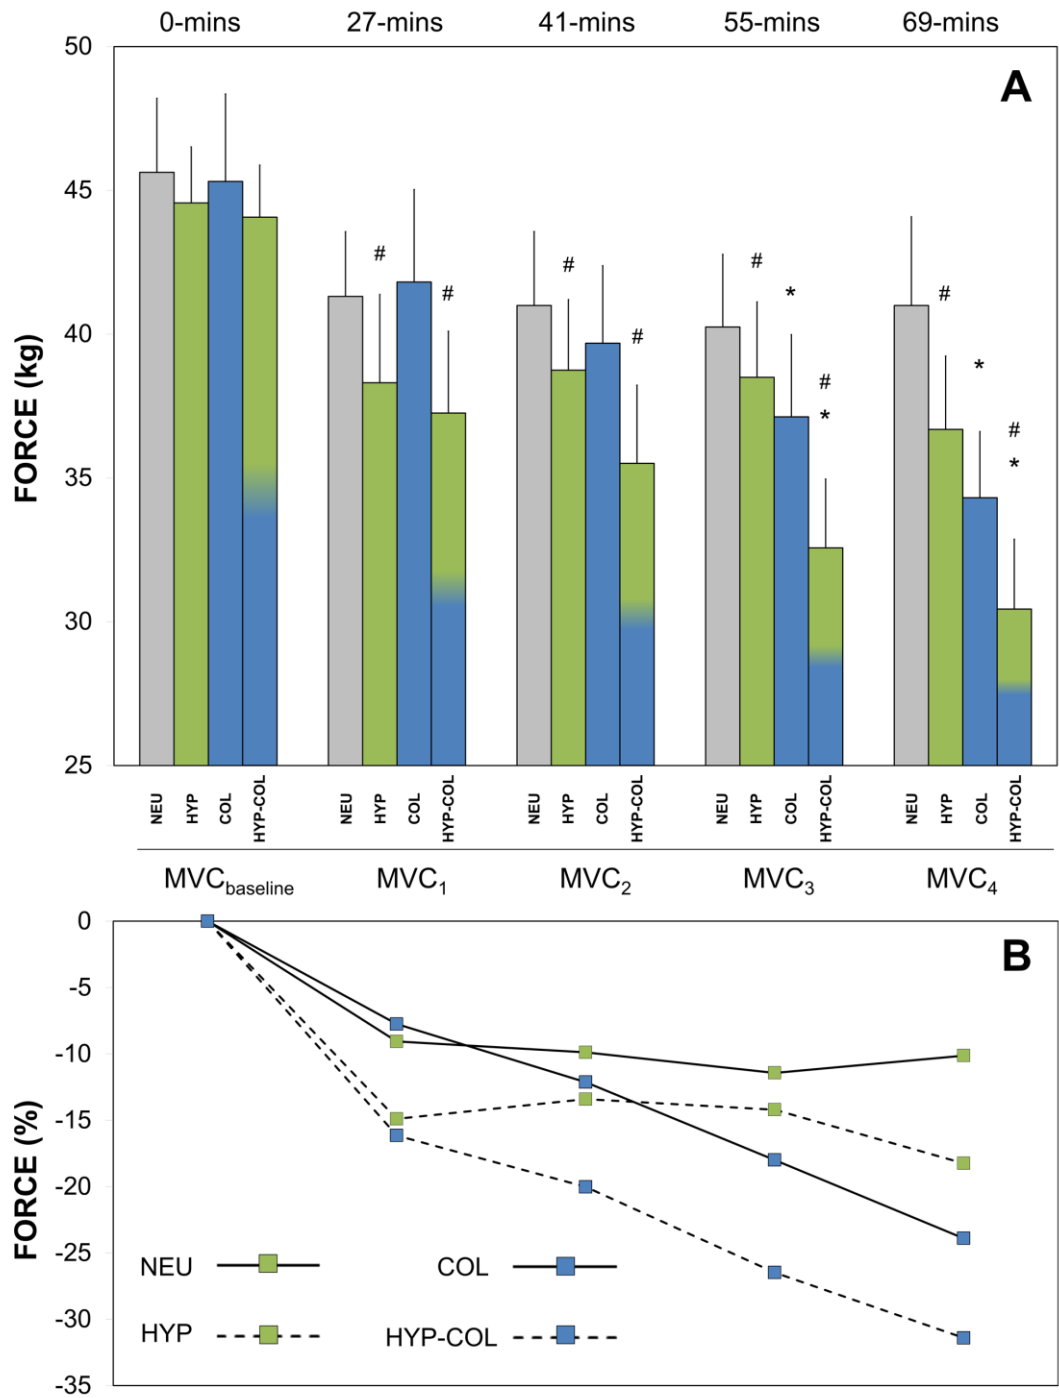 0-mins 27-mins 41-mins 55-mins 69-mins
A
FORCE (kg)
50
45
40
35
30
25
# # # # # * # * # * # *
NEU HYP COL HYP-COL NEU HYP COL HYP-COL NEU HYP COL HYP-COL NEU HYP COL HYP-COL NEU HYP COL HYP-COL
MVCbaseline MVC1 MVC2 MVC3 MVC4
B
FORCE (%)
0
-5
-10
-15
-20
-25
-30
-35
NEU COL
HYP HYP-COL